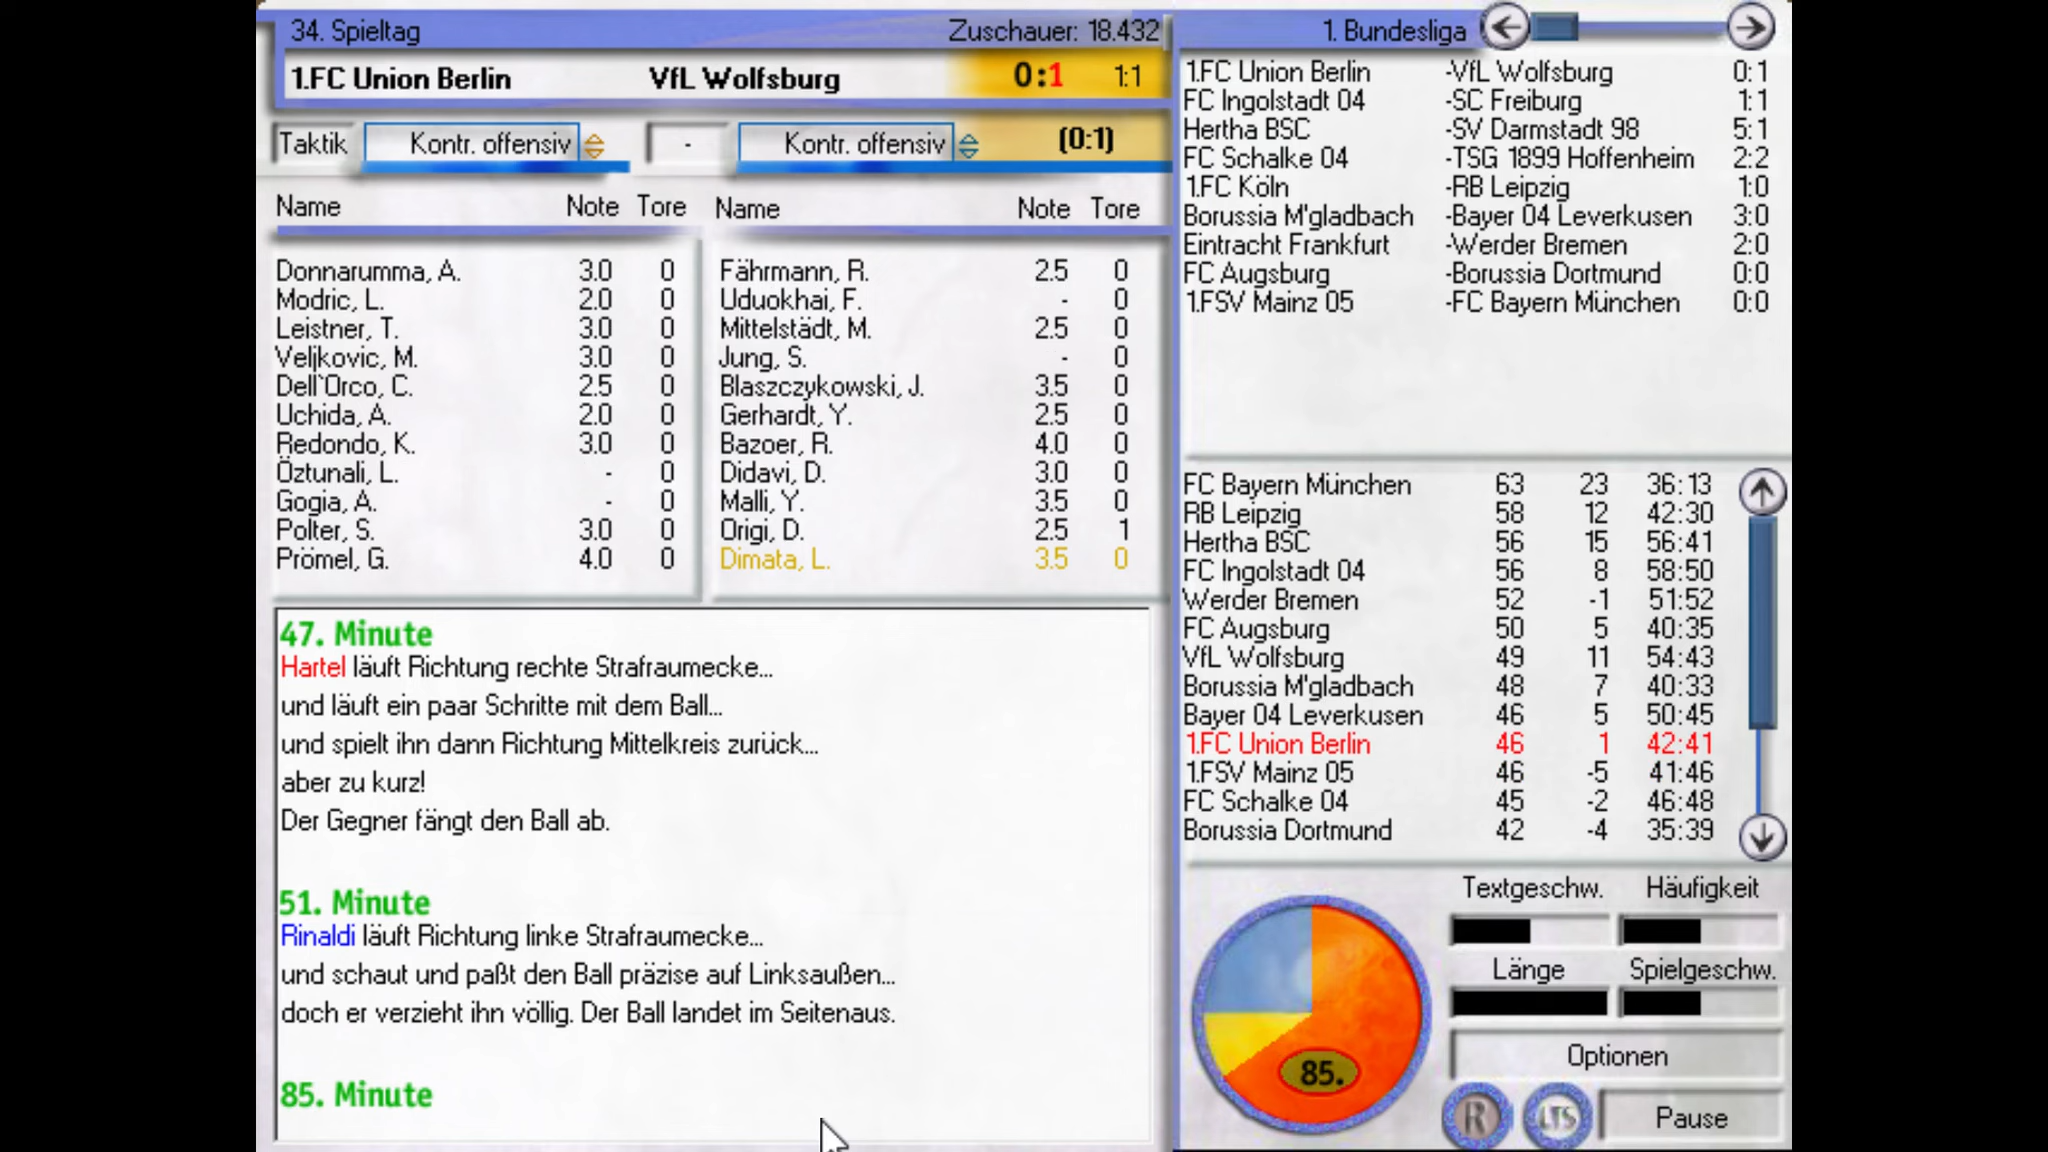 34. Spieltag Zuschauer: 18.432
1.FC Union Berlin VfL Wolfsburg 0:1 1:1
Taktik Kontr. offensiv - Kontr. offensiv (0:1)
Name Note Tore Name Note Tore
Donnarumma, A. 3.0 0 Fährmann, R. 2.5 0
Modric, L. 2.0 0 Uduokhai, F. - 0
Leistner, T. 3.0 0 Mittelstädt, M. 2.5 0
Veljkovic, M. 3.0 0 Jung, S. - 0
Dell`Orco, C. 2.5 0 Blaszczykowski, J. 3.5 0
Uchida, A. 2.0 0 Gerhardt, Y. 2.5 0
Redondo, K. 3.0 0 Bazoer, R. 4.0 0
Öztunali, L. - 0 Didavi, D. 3.0 0
Gogia, A. - 0 Malli, Y. 3.5 0
Polter, S. 3.0 0 Origi, D. 2.5 1
Prömel, G. 4.0 0 Dimata, L. 3.5 0
47. Minute
Hartel läuft Richtung rechte Strafraumecke...
und läuft ein paar Schritte mit dem Ball...
und spielt ihn dann Richtung Mittelkreis zurück...
aber zu kurz!
Der Gegner fängt den Ball ab.
51. Minute
Rinaldi läuft Richtung linke Strafraumecke...
und schaut und paßt den Ball präzise auf Linksaußen...
doch er verzieht ihn völlig. Der Ball landet im Seitenaus.
85. Minute
1. Bundesliga
1.FC Union Berlin -VfL Wolfsburg 0:1
FC Ingolstadt 04 -SC Freiburg 1:1
Hertha BSC -SV Darmstadt 98 5:1
FC Schalke 04 -TSG 1899 Hoffenheim 2:2
1.FC Köln -RB Leipzig 1:0
Borussia M'gladbach -Bayer 04 Leverkusen 3:0
Eintracht Frankfurt -Werder Bremen 2:0
FC Augsburg -Borussia Dortmund 0:0
1.FSV Mainz 05 -FC Bayern München 0:0
FC Bayern München 63 23 36:13
RB Leipzig 58 12 42:30
Hertha BSC 56 15 56:41
FC Ingolstadt 04 56 8 58:50
Werder Bremen 52 -1 51:52
FC Augsburg 50 5 40:35
VfL Wolfsburg 49 11 54:43
Borussia M'gladbach 48 7 40:33
Bayer 04 Leverkusen 46 5 50:45
1.FC Union Berlin 46 1 42:41
1.FSV Mainz 05 46 -5 41:46
FC Schalke 04 45 -2 46:48
Borussia Dortmund 42 -4 35:39
Textgeschw. Häufigkeit
Länge Spielgeschw.
85.
Optionen
R LTS Pause